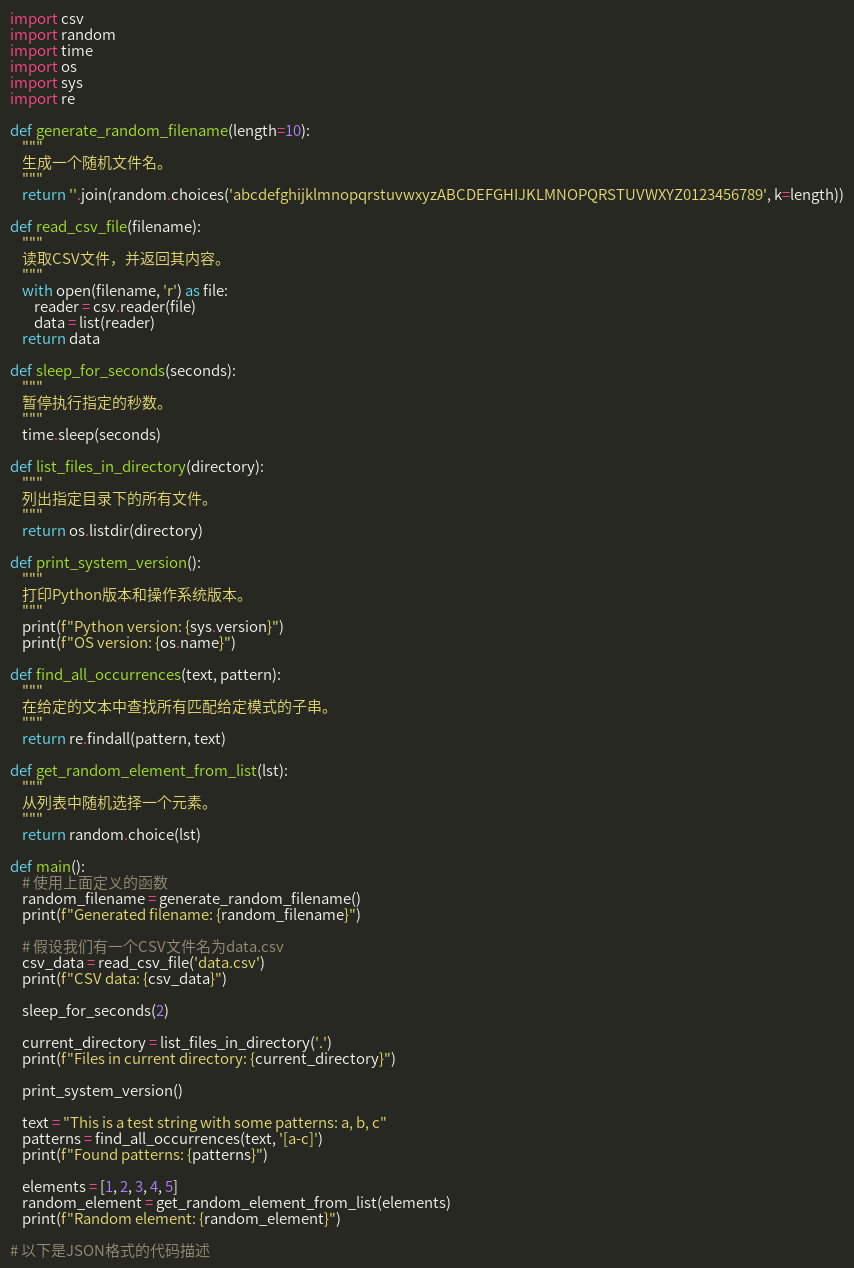 import csv
import random
import time
import os
import sys
import re

def generate_random_filename(length=10):
    """
    生成一个随机文件名。
    """
    return ''.join(random.choices('abcdefghijklmnopqrstuvwxyzABCDEFGHIJKLMNOPQRSTUVWXYZ0123456789', k=length))

def read_csv_file(filename):
    """
    读取CSV文件，并返回其内容。
    """
    with open(filename, 'r') as file:
        reader = csv.reader(file)
        data = list(reader)
    return data

def sleep_for_seconds(seconds):
    """
    暂停执行指定的秒数。
    """
    time.sleep(seconds)

def list_files_in_directory(directory):
    """
    列出指定目录下的所有文件。
    """
    return os.listdir(directory)

def print_system_version():
    """
    打印Python版本和操作系统版本。
    """
    print(f"Python version: {sys.version}")
    print(f"OS version: {os.name}")

def find_all_occurrences(text, pattern):
    """
    在给定的文本中查找所有匹配给定模式的子串。
    """
    return re.findall(pattern, text)

def get_random_element_from_list(lst):
    """
    从列表中随机选择一个元素。
    """
    return random.choice(lst)

def main():
    # 使用上面定义的函数
    random_filename = generate_random_filename()
    print(f"Generated filename: {random_filename}")

    # 假设我们有一个CSV文件名为data.csv
    csv_data = read_csv_file('data.csv')
    print(f"CSV data: {csv_data}")

    sleep_for_seconds(2)

    current_directory = list_files_in_directory('.')
    print(f"Files in current directory: {current_directory}")

    print_system_version()

    text = "This is a test string with some patterns: a, b, c"
    patterns = find_all_occurrences(text, '[a-c]')
    print(f"Found patterns: {patterns}")

    elements = [1, 2, 3, 4, 5]
    random_element = get_random_element_from_list(elements)
    print(f"Random element: {random_element}")

# 以下是JSON格式的代码描述